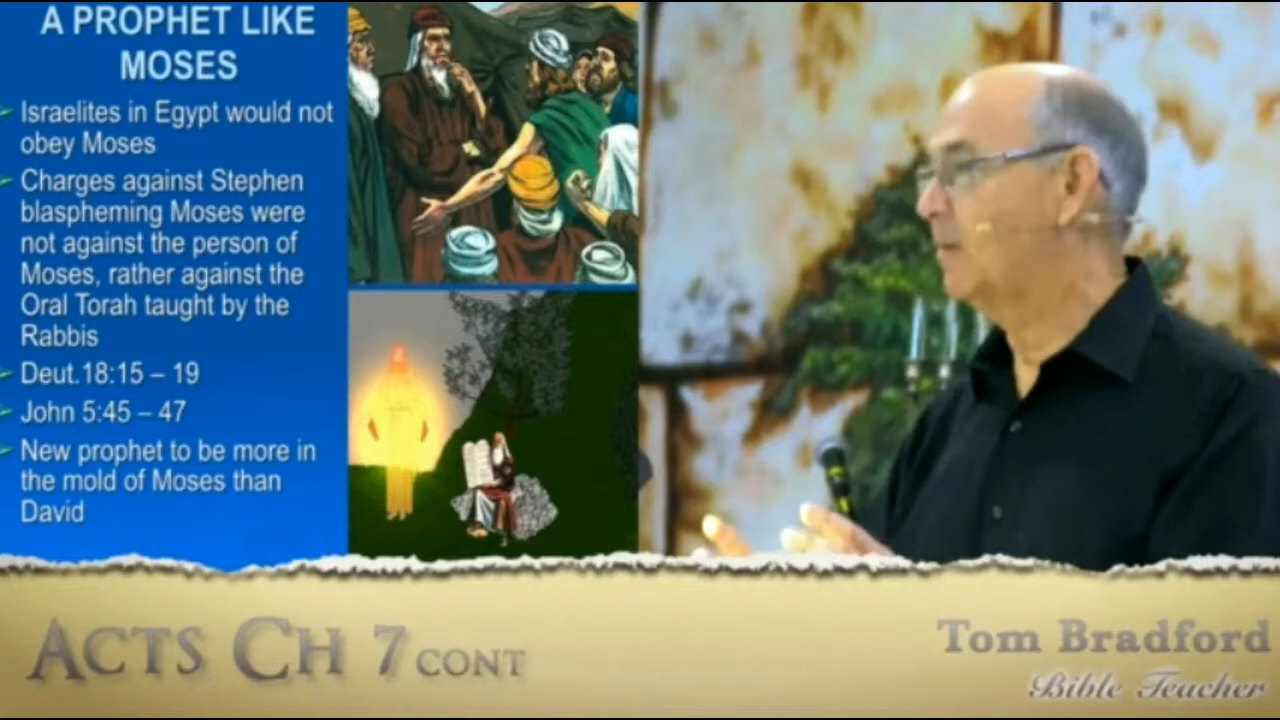 A PROPHET LIKE
MOSES
Israelites in Egypt would not
obey Moses
Charges against Stephen
blaspheming Moses were
not against the person of
Moses, rather against the
Oral Torah taught by the
Rabbis
Deut.18:15 – 19
John 5:45 – 47
New prophet to be more in
the mold of Moses than
David
ACTS CH 7 CONT
Tom Bradford
Bible Teacher